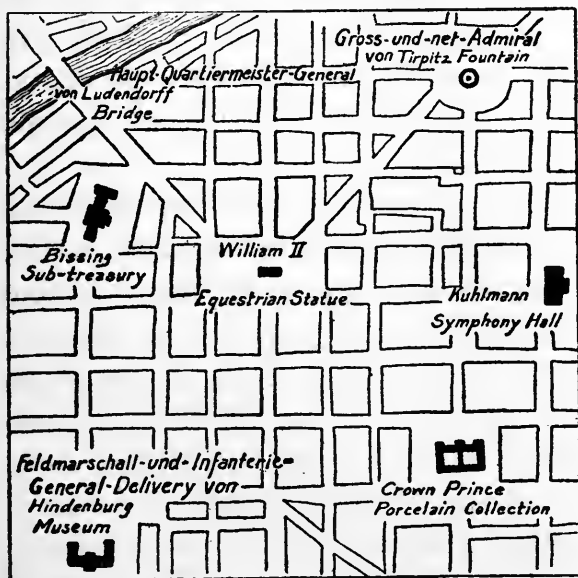 Gross-und-net-Admiral
von Tirpitz Fountain
Haupt-Quartiermeister-General
von Ludendorff
Bridge
William II
Equestrian Statue
Bissing
Sub-treasury
Kuhlmann
Symphony Hall
Feldmarschall-und-Infanterie-
General-Delivery von
Hindenburg
Museum
Crown Prince
Porcelain Collection